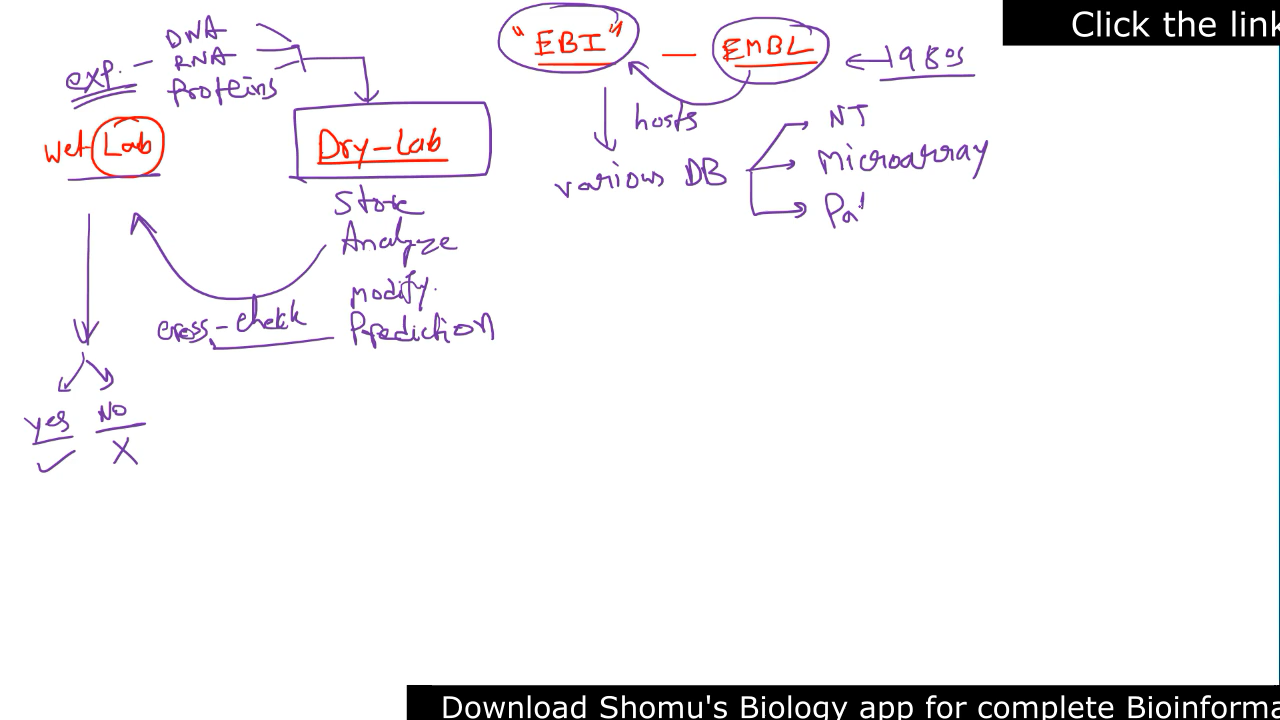 Click the link
DNA
RNA
Proteins
exp. -
Wet Lab
Dry-Lab
Store
Analyze
modify.
Prediction
cross-check
Yes NO
✓ X
"EBI" - EMBL ← 1980s
hosts
various DB
NT
Microarray
Download Shomu's Biology app for complete Bioinforma